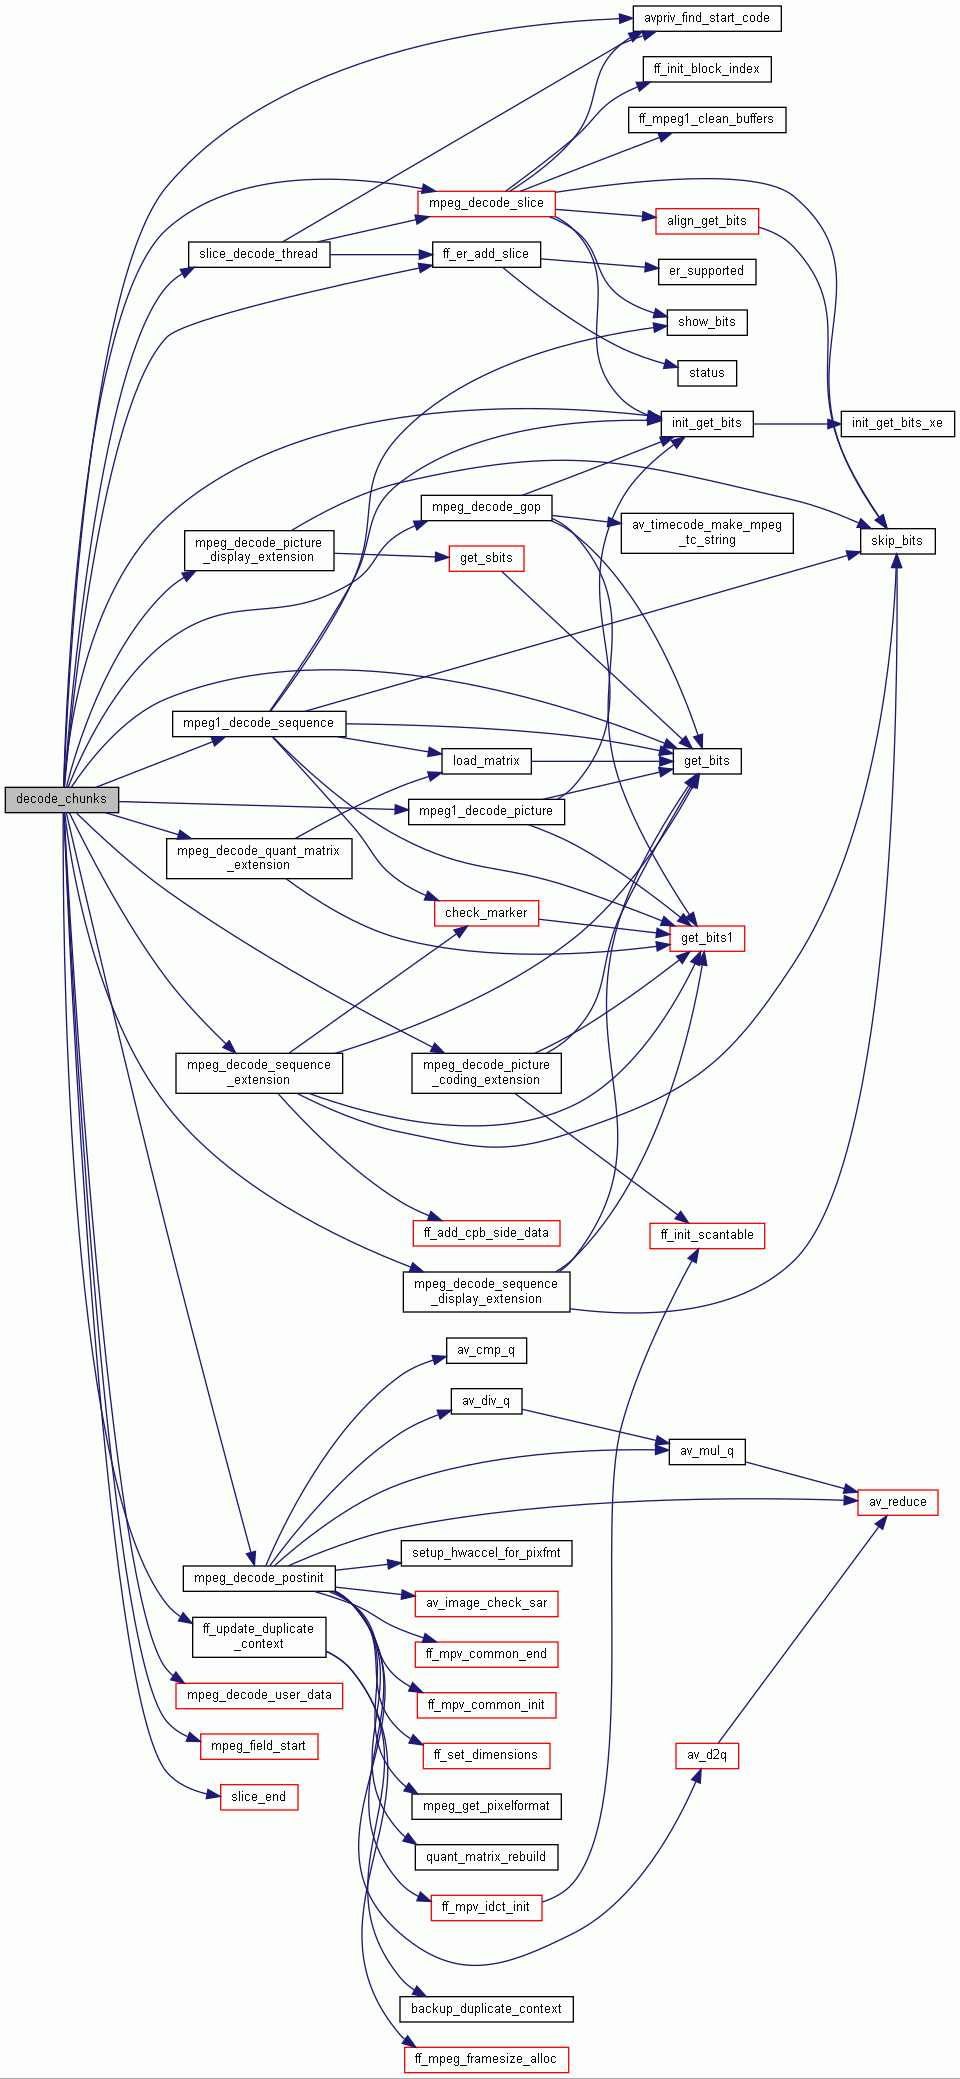 avpriv_find_start_code
ff_init_block_index
ff_mpeg1_clean_buffers
mpeg_decode_slice
align_get_bits
slice_decode_thread
ff_er_add_slice
er_supported
show_bits
status
init_get_bits
init_get_bits_xe
mpeg_decode_gop
av_timecode_make_mpeg
_tc_string
skip_bits
mpeg_decode_picture
_display_extension
get_sbits
mpeg1_decode_sequence
load_matrix
get_bits
decode_chunks
mpeg1_decode_picture
mpeg_decode_quant_matrix
_extension
check_marker
get_bits1
mpeg_decode_sequence
_extension
mpeg_decode_picture
_coding_extension
ff_add_cpb_side_data
ff_init_scantable
mpeg_decode_sequence
_display_extension
av_cmp_q
av_div_q
av_mul_q
av_reduce
setup_hwaccel_for_pixfmt
mpeg_decode_postinit
av_image_check_sar
ff_update_duplicate
_context
ff_mpv_common_end
mpeg_decode_user_data
ff_mpv_common_init
mpeg_field_start
ff_set_dimensions
av_d2q
slice_end
mpeg_get_pixelformat
quant_matrix_rebuild
ff_mpv_idct_init
backup_duplicate_context
ff_mpeg_framesize_alloc